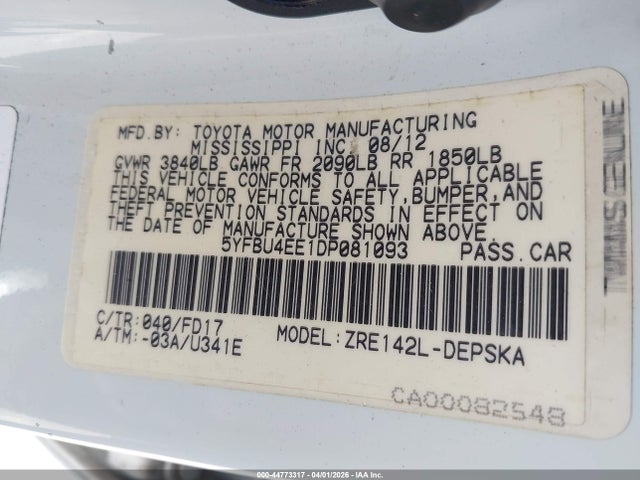 MFD.BY: TOYOTA MOTOR MANUFACTURING
MISSISSIPPI INC. 08/12
GVWR 3840LB GAWR FR 2090LB RR 1850LB
THIS VEHICLE CONFORMS TO ALL APPLICABLE
FEDERAL MOTOR VEHICLE SAFETY,BUMPER,AND
THEFT PREVENTION STANDARDS IN EFFECT ON
THE DATE OF MANUFACTURE SHOWN ABOVE.
5YFBU4EE1DP081093 PASS.CAR
C/TR:040/FD17
A/TM:-03A/U341E
MODEL:ZRE142L-DEPSKA
CA00082548
000-44773317 - 04/01/2026 - IAA Inc.